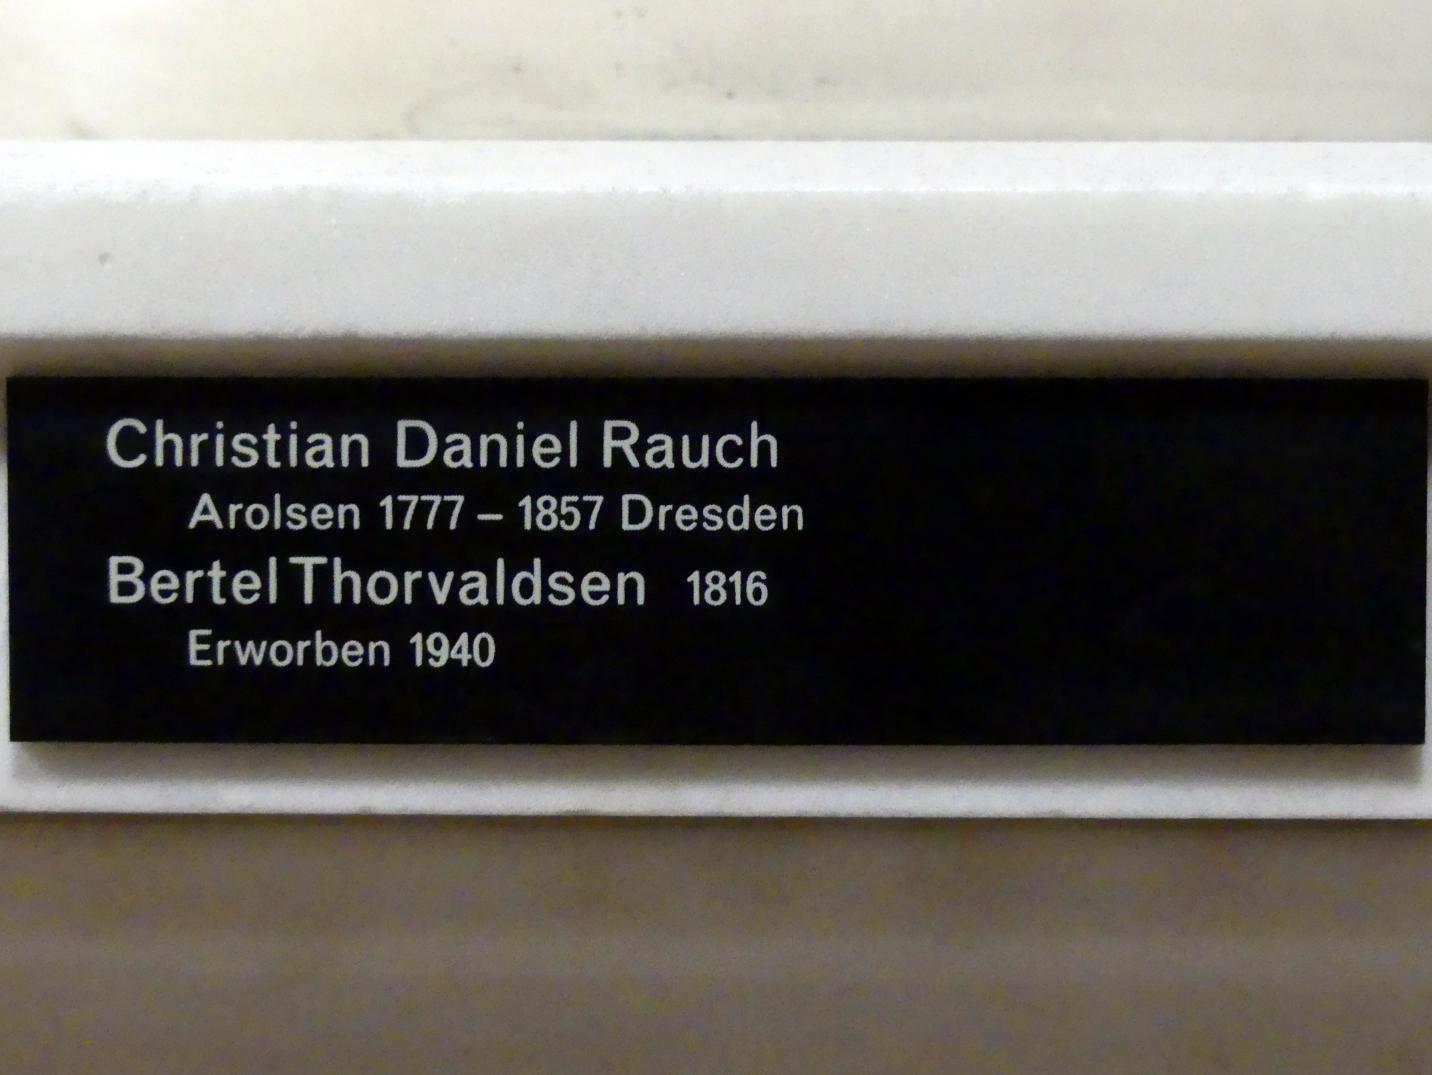 Christian Daniel Rauch
Arolsen 1777 – 1857 Dresden
Bertel Thorvaldsen 1816
Erworben 1940